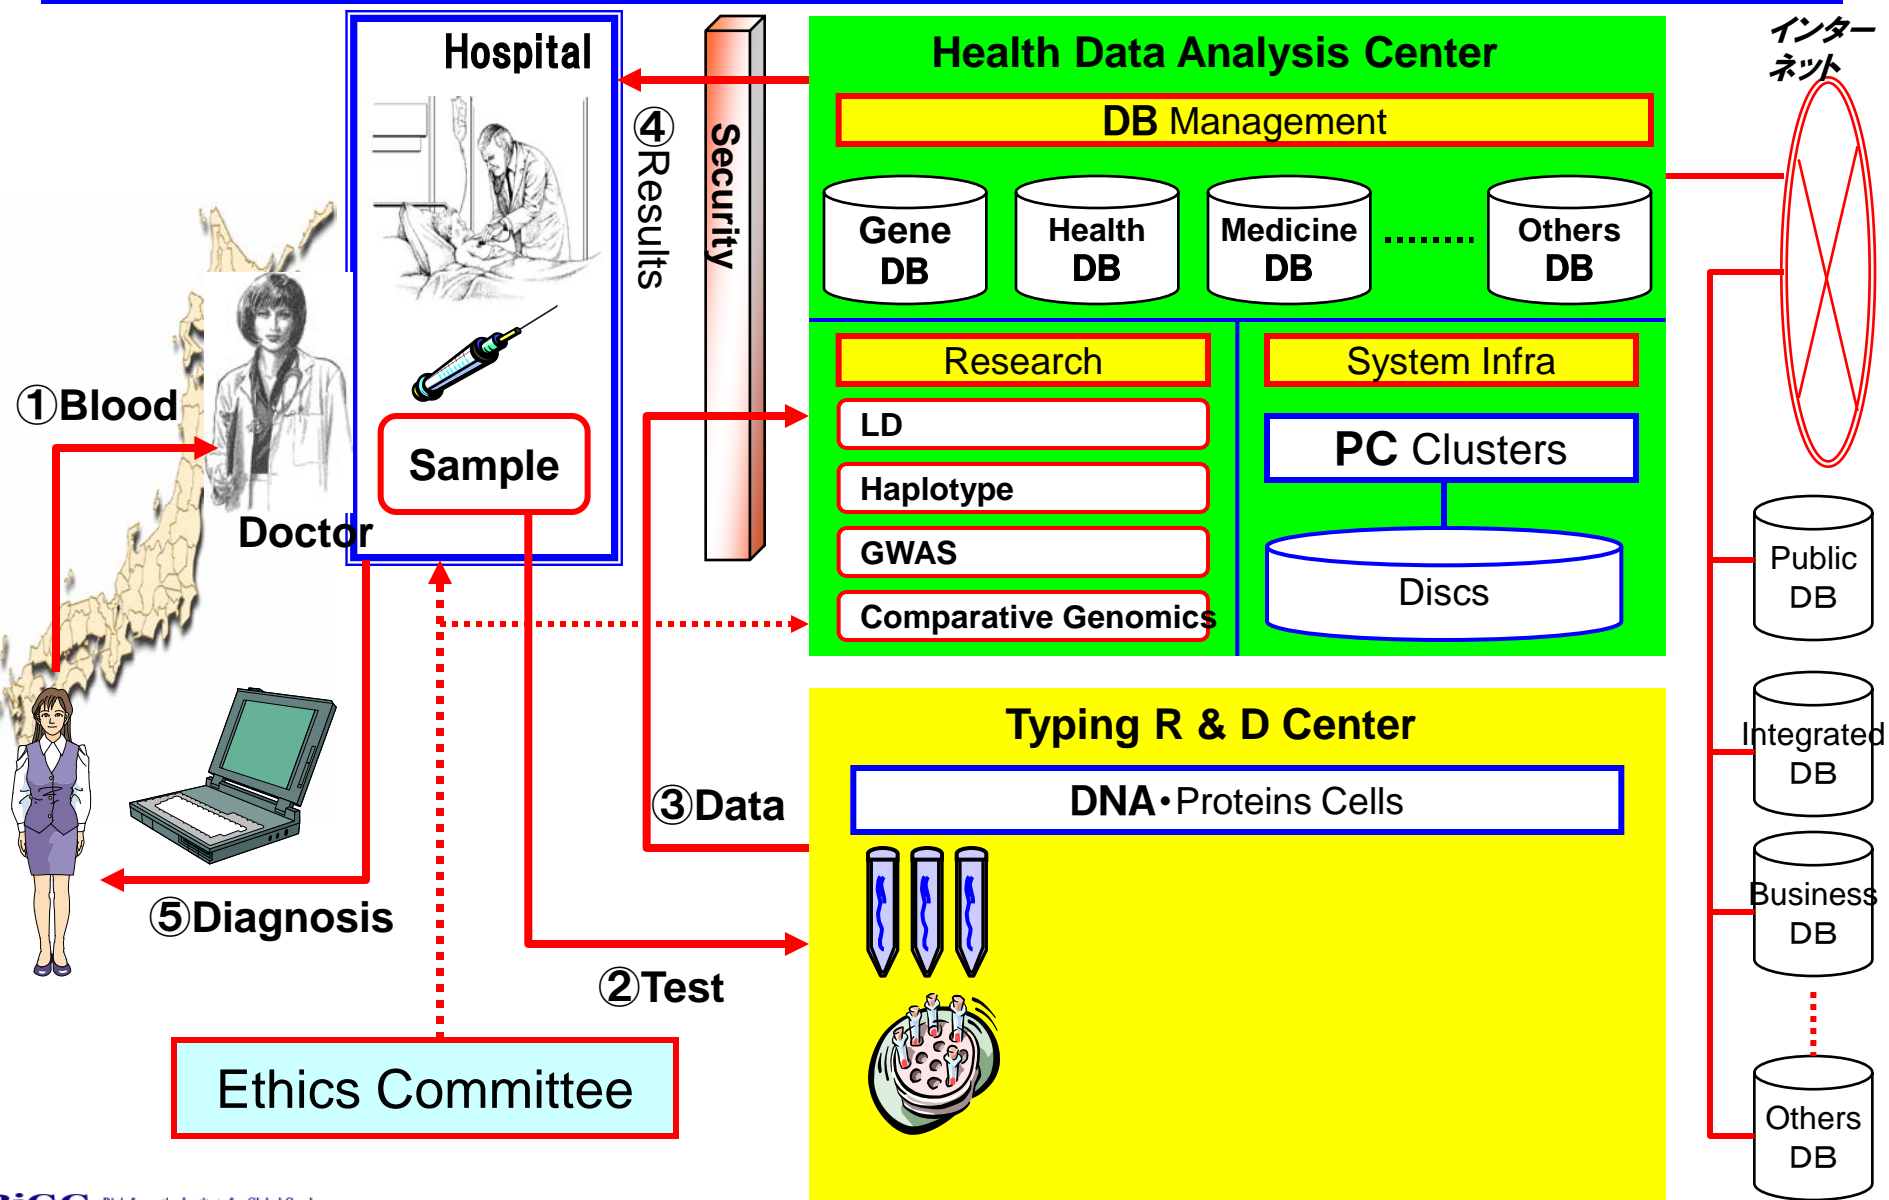 Hospital
④Results
Security
Health Data Analysis Center
DB Management
Gene
DB
Health
DB
Medicine
DB
........
Others
DB
インター
ネット
Research
System Infra
LD
Haplotype
GWAS
Comparative Genomics
PC Clusters
Discs
①Blood
Sample
Doctor
Public
DB
Integrated
DB
Business
DB
Others
DB
Typing R & D Center
DNA・Proteins Cells
③Data
⑤Diagnosis
②Test
Ethics Committee